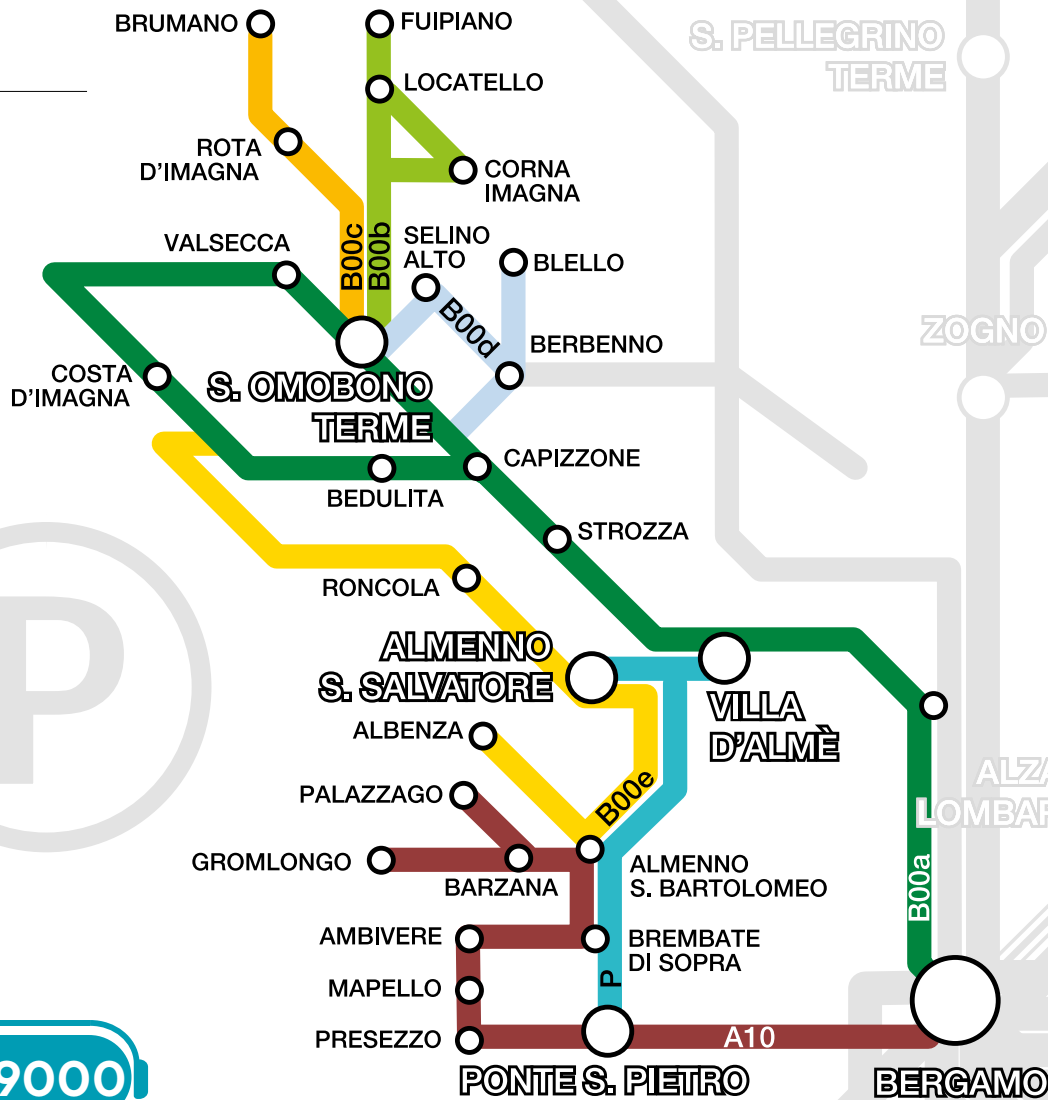 BRUMANO
FUIPIANO
S. PELLEGRINO
TERME
LOCATELLO
ROTA
D'IMAGNA
CORNA
IMAGNA
B00c
B00b
VALSECCA
SELINO
ALTO
BLELLO
B00d
ZOGNO
BERBENNO
COSTA
D'IMAGNA
S. OMOBONO
TERME
CAPIZZONE
BEDULITA
STROZZA
RONCOLA
P
ALMENNO
S. SALVATORE
VILLA
D'ALMÈ
ALBENZA
B00e
PALAZZAGO
ALZA
LOMBAR
GROMLONGO
BARZANA
ALMENNO
S. BARTOLOMEO
B00a
AMBIVERE
BREMBATE
DI SOPRA
P
MAPELLO
PRESEZZO
A10
9000
PONTE S. PIETRO
BERGAMO